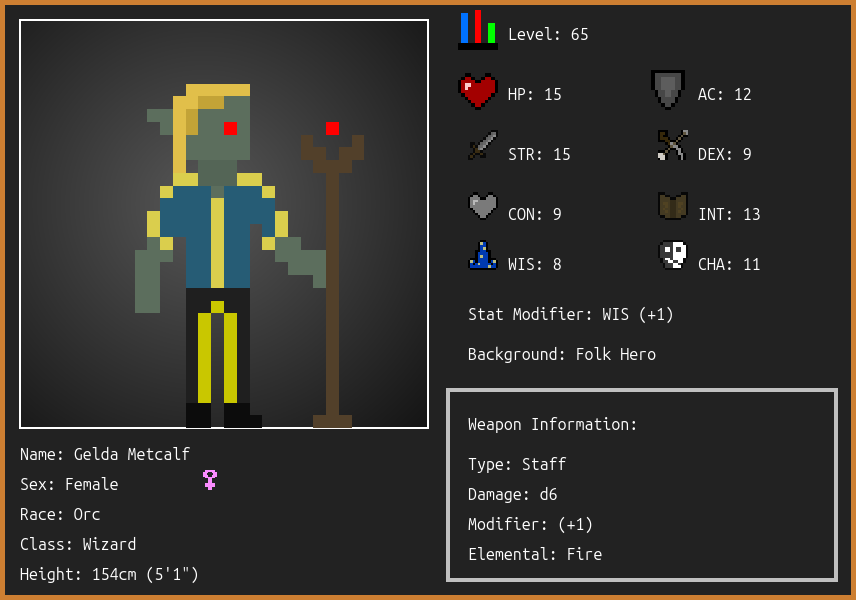 Level: 65
HP: 15
AC: 12
STR: 15
DEX: 9
CON: 9
INT: 13
WIS: 8
CHA: 11
Stat Modifier: WIS (+1)
Background: Folk Hero
Weapon Information:
Type: Staff
Damage: d6
Modifier: (+1)
Elemental: Fire
Name: Gelda Metcalf
Sex: Female
Race: Orc
Class: Wizard
Height: 154cm (5'1")